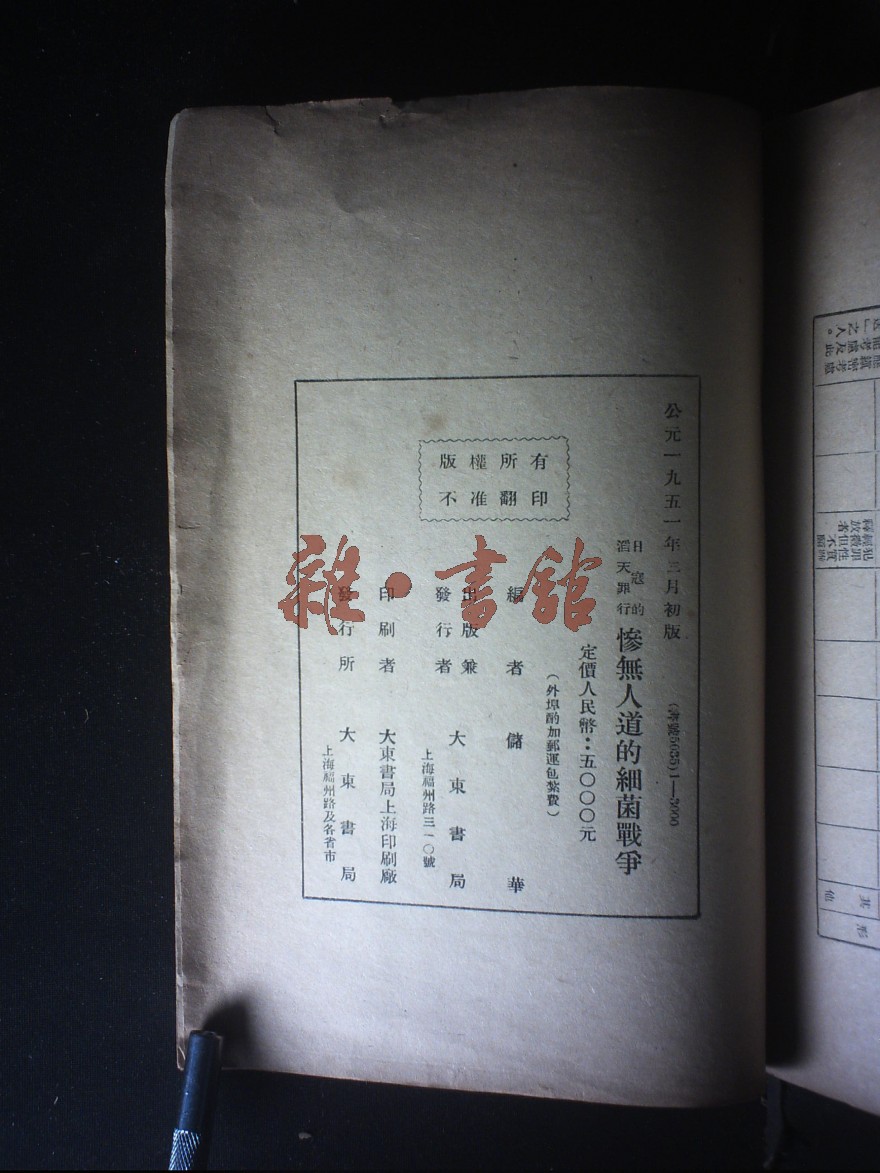 公元一九五一年三月初版
(書號5035)1—3000
日寇的
滔天罪行
慘無人道的細菌戰爭
定價人民幣：五〇〇〇元
(外埠酌加郵運包紮費)
版權所有
不准翻印
編者 儲華
出版兼
發行者
大東書局
上海福州路三一〇號
印刷者 大東書局上海印刷廠
發行所 大東書局
上海福州路及各省市
雜·書館
其他
形